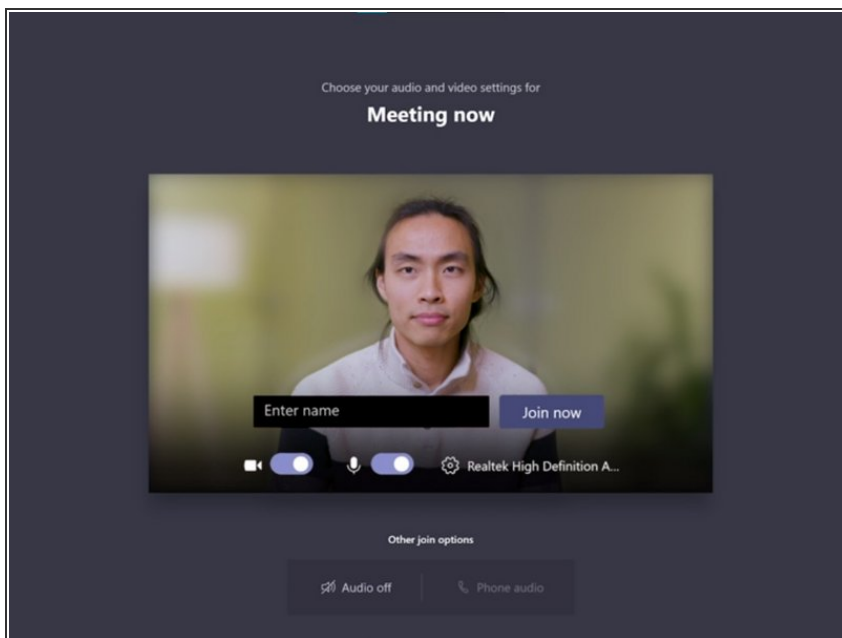 Choose your audio and video settings for
Meeting now
Enter name
Join now
Realtek High Definition A...
Other join options
Audio off
Phone audio